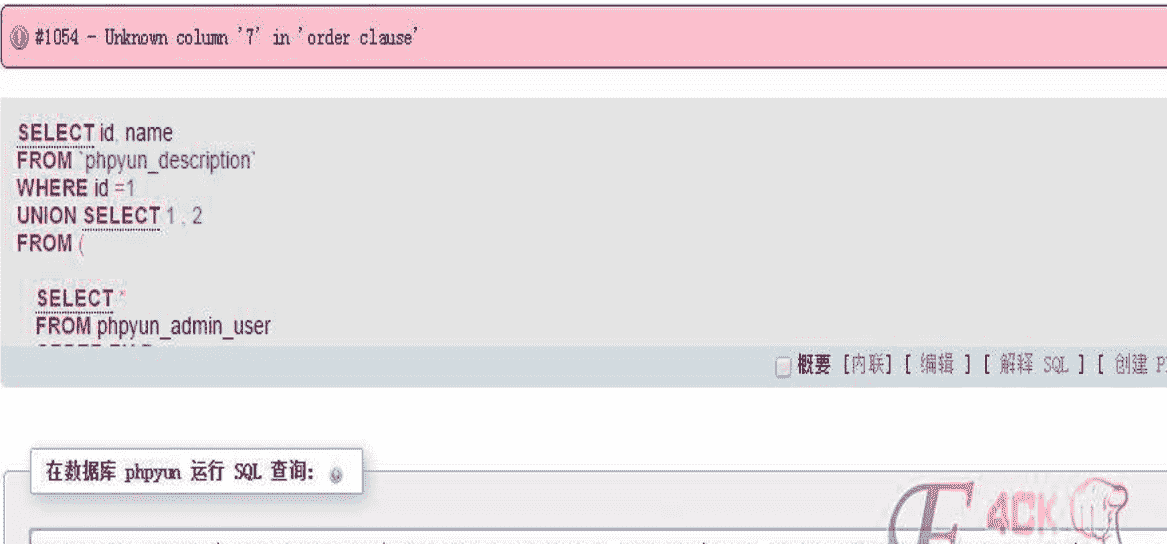 #1054 - Unknown column '7' in 'order clause'
SELECT id, name
FROM `phpyun_description`
WHERE id =1
UNION SELECT 1 , 2
FROM (
SELECT *
FROM phpyun_admin_user
概要 [内联] [ 编辑 ] [ 解释 SQL ] [ 创建
在数据库 phpyun 运行 SQL 查询:
F4CK